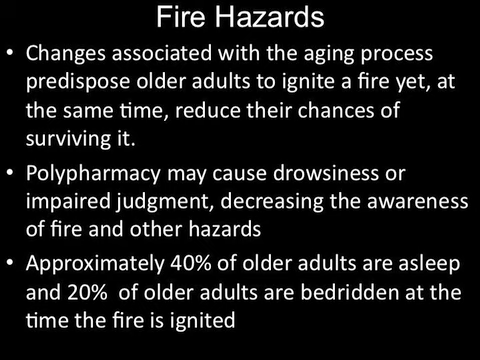 Fire Hazards
• Changes associated with the aging process
predispose older adults to ignite a fire yet, at
the same time, reduce their chances of
surviving it.
• Polypharmacy may cause drowsiness or
impaired judgment, decreasing the awareness
of fire and other hazards
• Approximately 40% of older adults are asleep
and 20%  of older adults are bedridden at the
time the fire is ignited